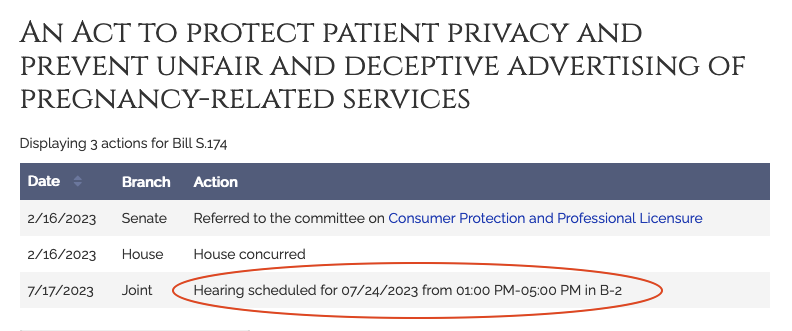 An Act to protect patient privacy and
prevent unfair and deceptive advertising of
pregnancy-related services
Displaying 3 actions for Bill S.174
Date Branch Action
2/16/2023 Senate Referred to the committee on Consumer Protection and Professional Licensure
2/16/2023 House House concurred
7/17/2023 Joint Hearing scheduled for 07/24/2023 from 01:00 PM-05:00 PM in B-2